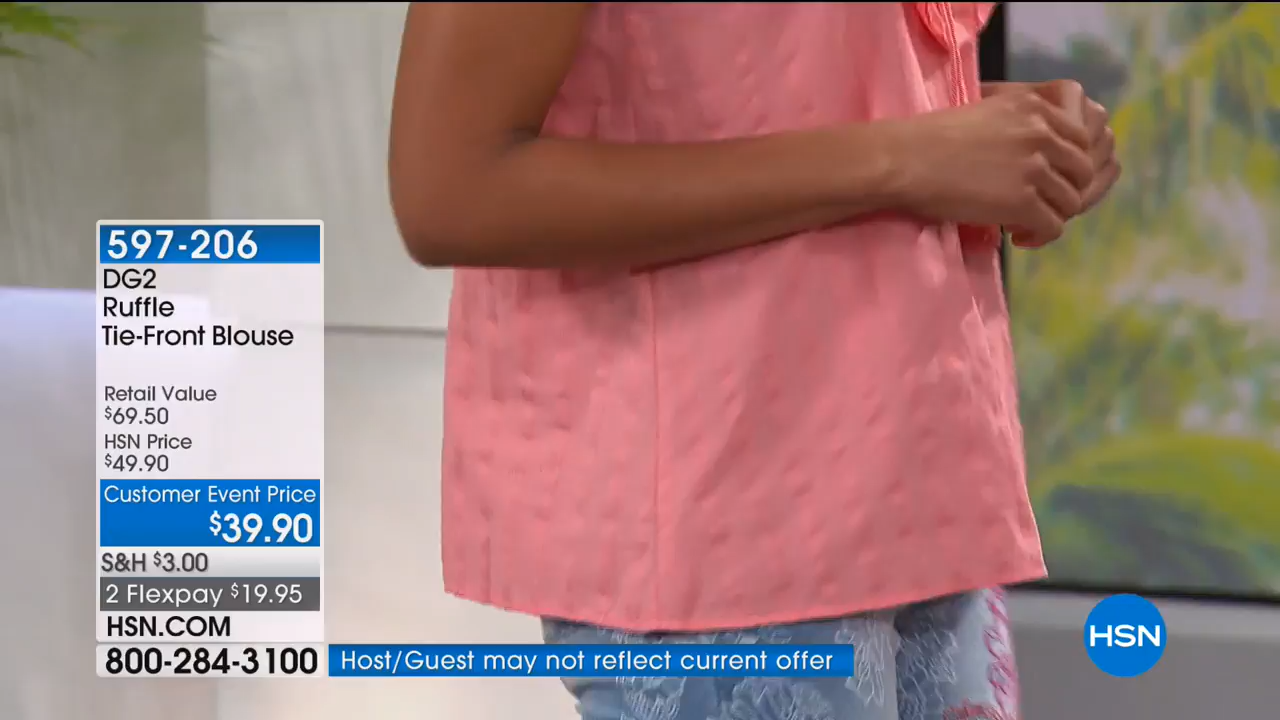 597-206
DG2
Ruffle
Tie-Front Blouse
Retail Value
$69.50
HSN Price
$49.90
Customer Event Price
$39.90
S&H $3.00
2 Flexpay $19.95
HSN.COM
800-284-3100
Host/Guest may not reflect current offer
HSN